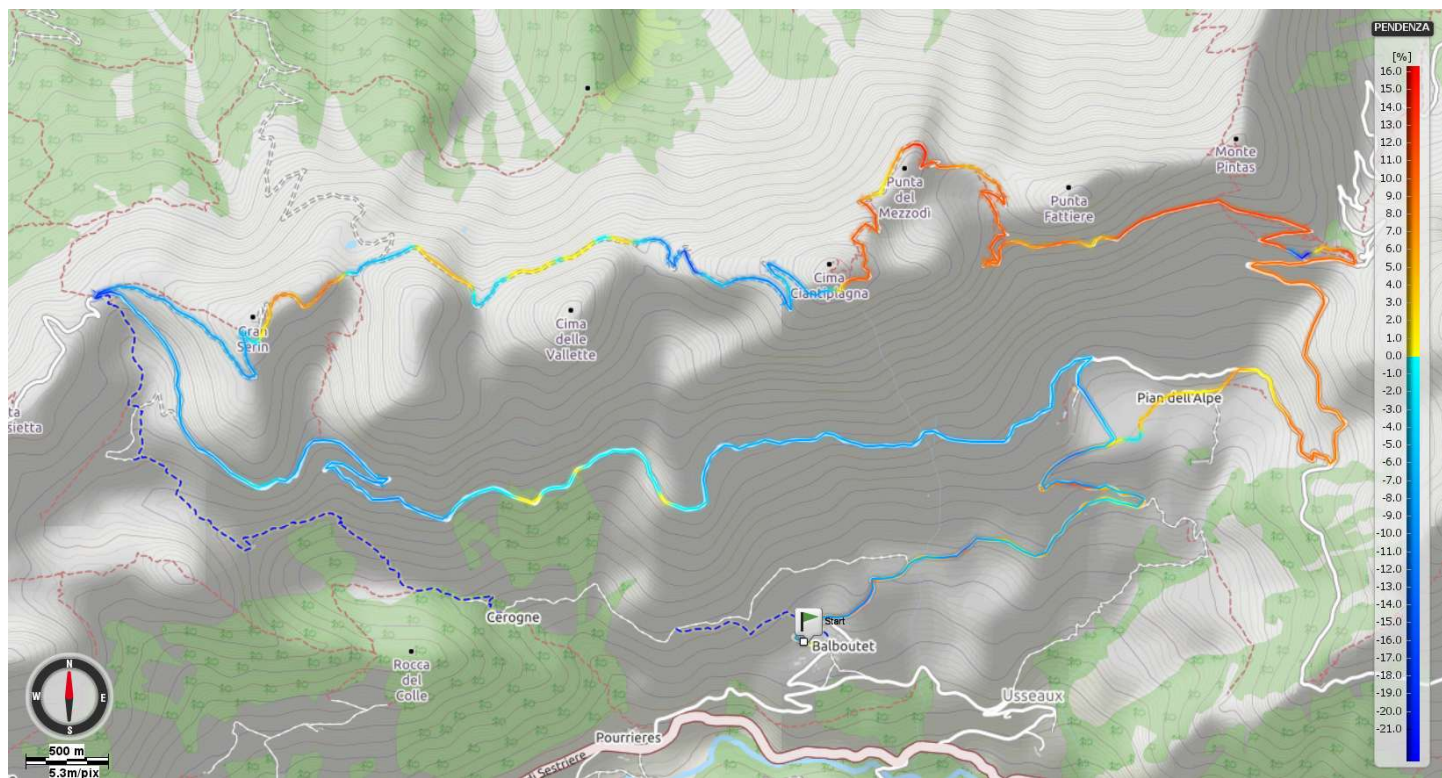 PENDENZA
[%]
16.0
15.0
14.0
13.0
12.0
11.0
10.0
9.0
8.0
7.0
6.0
5.0
4.0
3.0
2.0
1.0
0.0
-1.0
-2.0
-3.0
-4.0
-5.0
-6.0
-7.0
-8.0
-9.0
-10.0
-11.0
-12.0
-13.0
-14.0
-15.0
-16.0
-17.0
-18.0
-19.0
-20.0
-21.0
Monte
Pintas
Punta
del
Mezzodì
Punta
Fattiere
Cima
Ciantiplagna
Gran
Serin
Cima
delle
Vallette
ta
sietta
Pian dell'Alpe
Cerogne
Start
Balboutet
Rocca
del
Colle
Usseaux
Pourrieres
di Sestriere
N
W
E
S
500 m
5.3m/pix